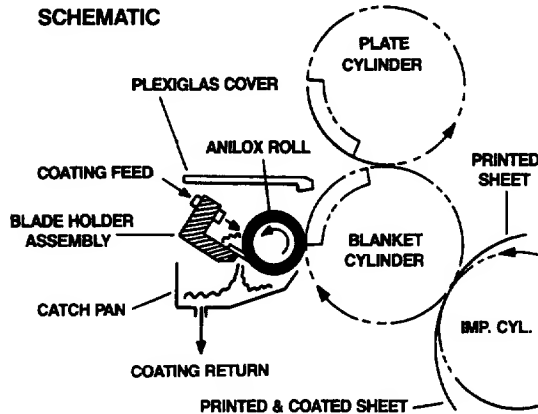 SCHEMATIC
PLATE
CYLINDER
PLEXIGLAS COVER
ANILOX ROLL
PRINTED
SHEET
COATING FEED
BLADE HOLDER
ASSEMBLY
BLANKET
CYLINDER
CATCH PAN
IMP. CYL.
COATING RETURN
PRINTED & COATED SHEET